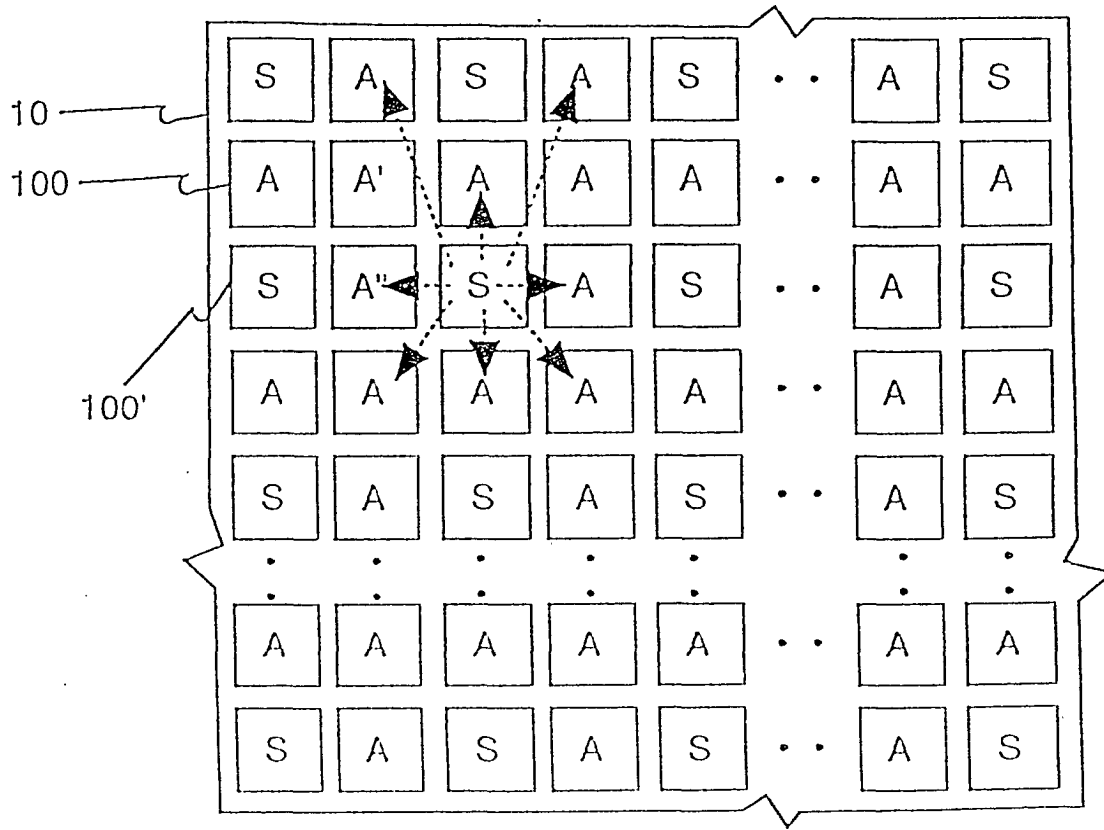 S A S A S · · A S
10
100 A A' A A A · · A A
S A" S A S · · A S
100' A A A A A · · A A
S A S A S · · A S
A A A A A · · A A
S A S A S · · A S